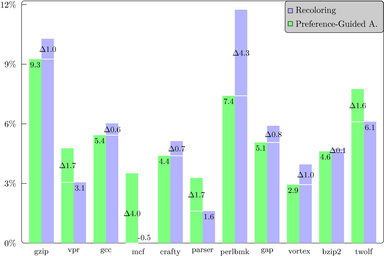 12%
9%
6%
3%
0%
Recoloring
Preference-Guided A.
Δ1.0
9.3
Δ1.7
3.1
Δ0.6
5.4
Δ4.0
-0.5
Δ0.7
4.4
Δ1.7
1.6
Δ4.3
7.4
Δ0.8
5.1
Δ1.0
2.9
Δ0.1
4.6
Δ1.6
6.1
gzip vpr gcc mcf crafty parser perlbmk gap vortex bzip2 twolf